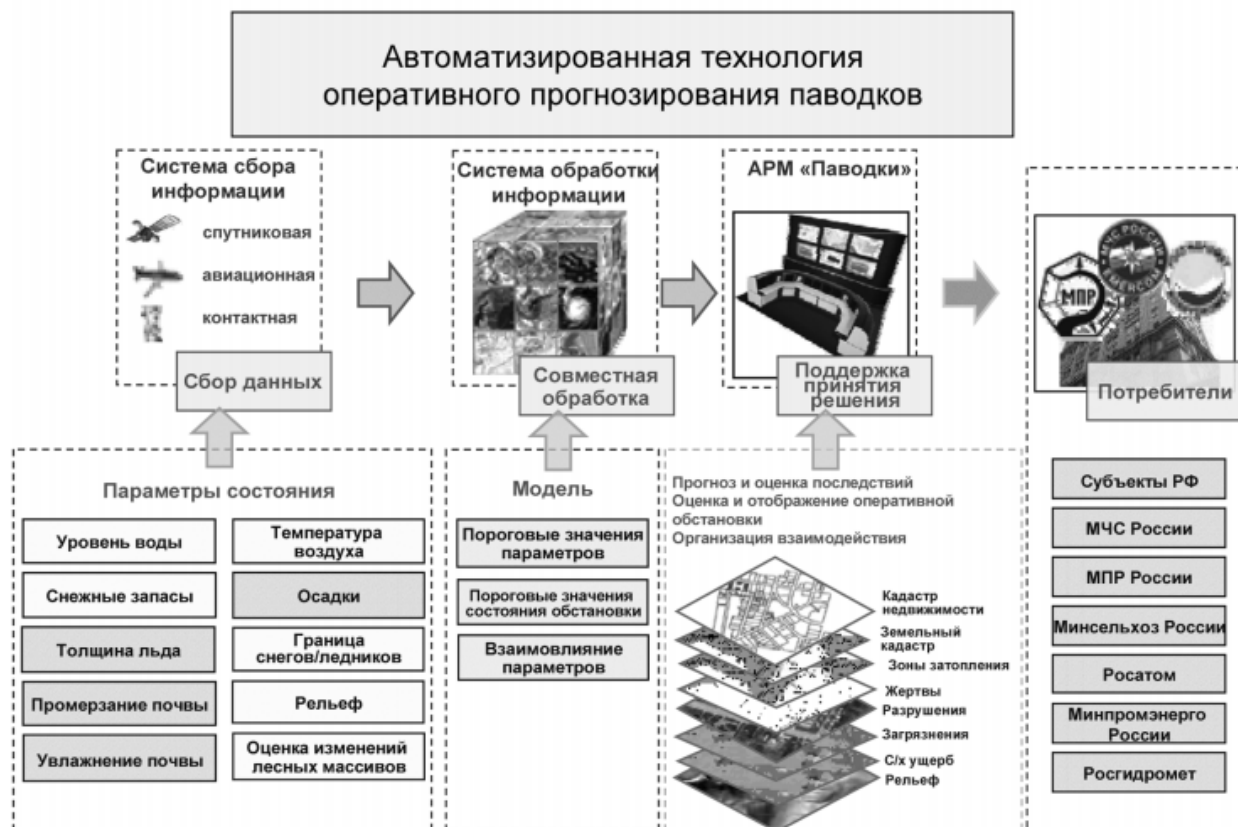 Автоматизированная технология
оперативного прогнозирования паводков
Система сбора
информации
спутниковая
авиационная
контактная
Сбор данных
Система обработки
информации
Совместная
обработка
АРМ «Паводки»
Поддержка
принятия
решения
МЧС РОССИИ
МПР
Потребители
Параметры состояния
Уровень воды
Температура
воздуха
Снежные запасы
Осадки
Толщина льда
Граница
снегов/ледников
Промерзание почвы
Рельеф
Увлажнение почвы
Оценка изменений
лесных массивов
Модель
Пороговые значения
параметров
Пороговые значения
состояния обстановки
Взаимовлияние
параметров
Прогноз и оценка последствий
Оценка и отображение оперативной
обстановки
Организация взаимодействия
Кадастр
недвижимости
Земельный
кадастр
Зоны затопления
Жертвы
Разрушения
Загрязнения
С/х ущерб
Рельеф
Субъекты РФ
МЧС России
МПР России
Минсельхоз России
Росатом
Минпромэнерго
России
Росгидромет